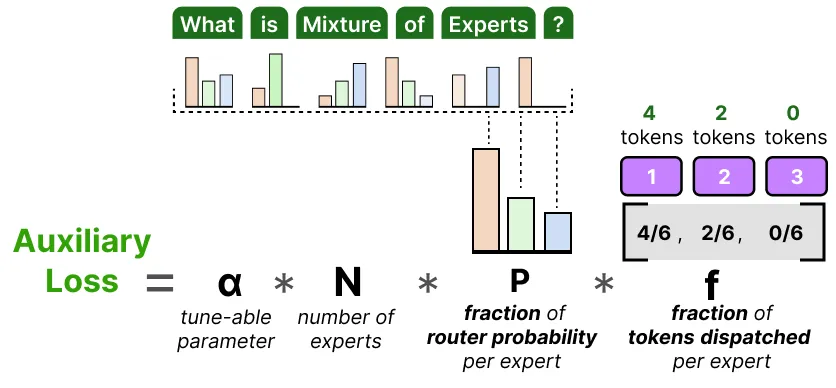 What is Mixture of Experts ?
4 2 0
tokens tokens tokens
1 2 3
4/6 , 2/6, 0/6
Auxiliary
Loss = α * N * P * f
tune-able
parameter
number of
experts
fraction of
router probability
per expert
fraction of
tokens dispatched
per expert